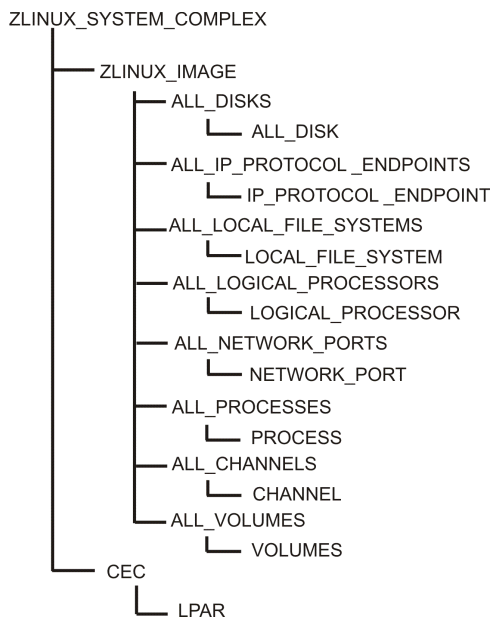 ZLINUX_SYSTEM_COMPLEX
ZLINUX_IMAGE
ALL_DISKS
ALL_DISK
ALL_IP_PROTOCOL _ENDPOINTS
IP_PROTOCOL _ENDPOINT
ALL_LOCAL_FILE_SYSTEMS
LOCAL_FILE_SYSTEM
ALL_LOGICAL_PROCESSORS
LOGICAL_PROCESSOR
ALL_NETWORK_PORTS
NETWORK_PORT
ALL_PROCESSES
PROCESS
ALL_CHANNELS
CHANNEL
ALL_VOLUMES
VOLUMES
CEC
LPAR